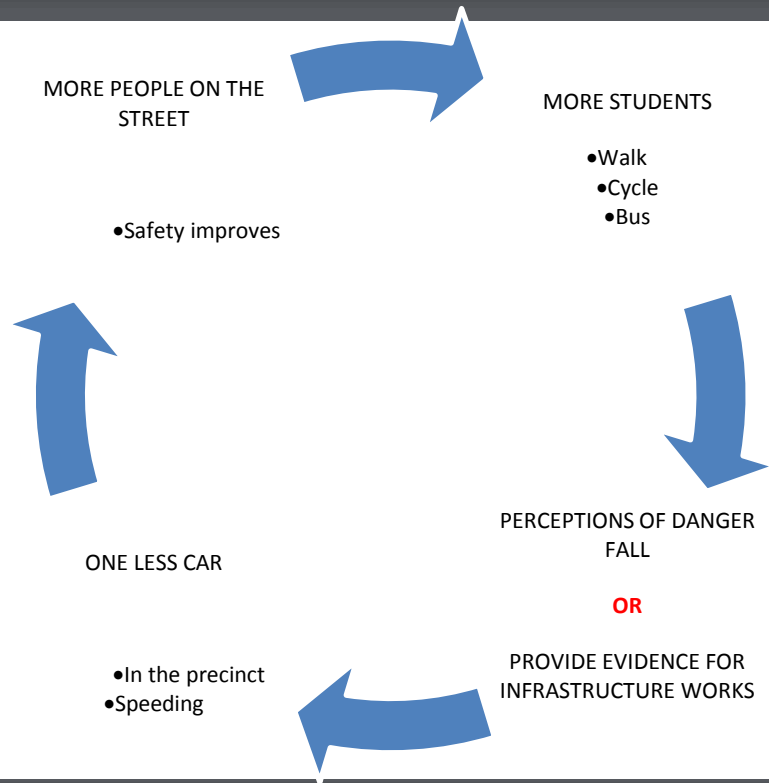 MORE PEOPLE ON THE
STREET
•Safety improves
MORE STUDENTS
•Walk
•Cycle
•Bus
PERCEPTIONS OF DANGER
FALL
OR
PROVIDE EVIDENCE FOR
INFRASTRUCTURE WORKS
ONE LESS CAR
•In the precinct
•Speeding